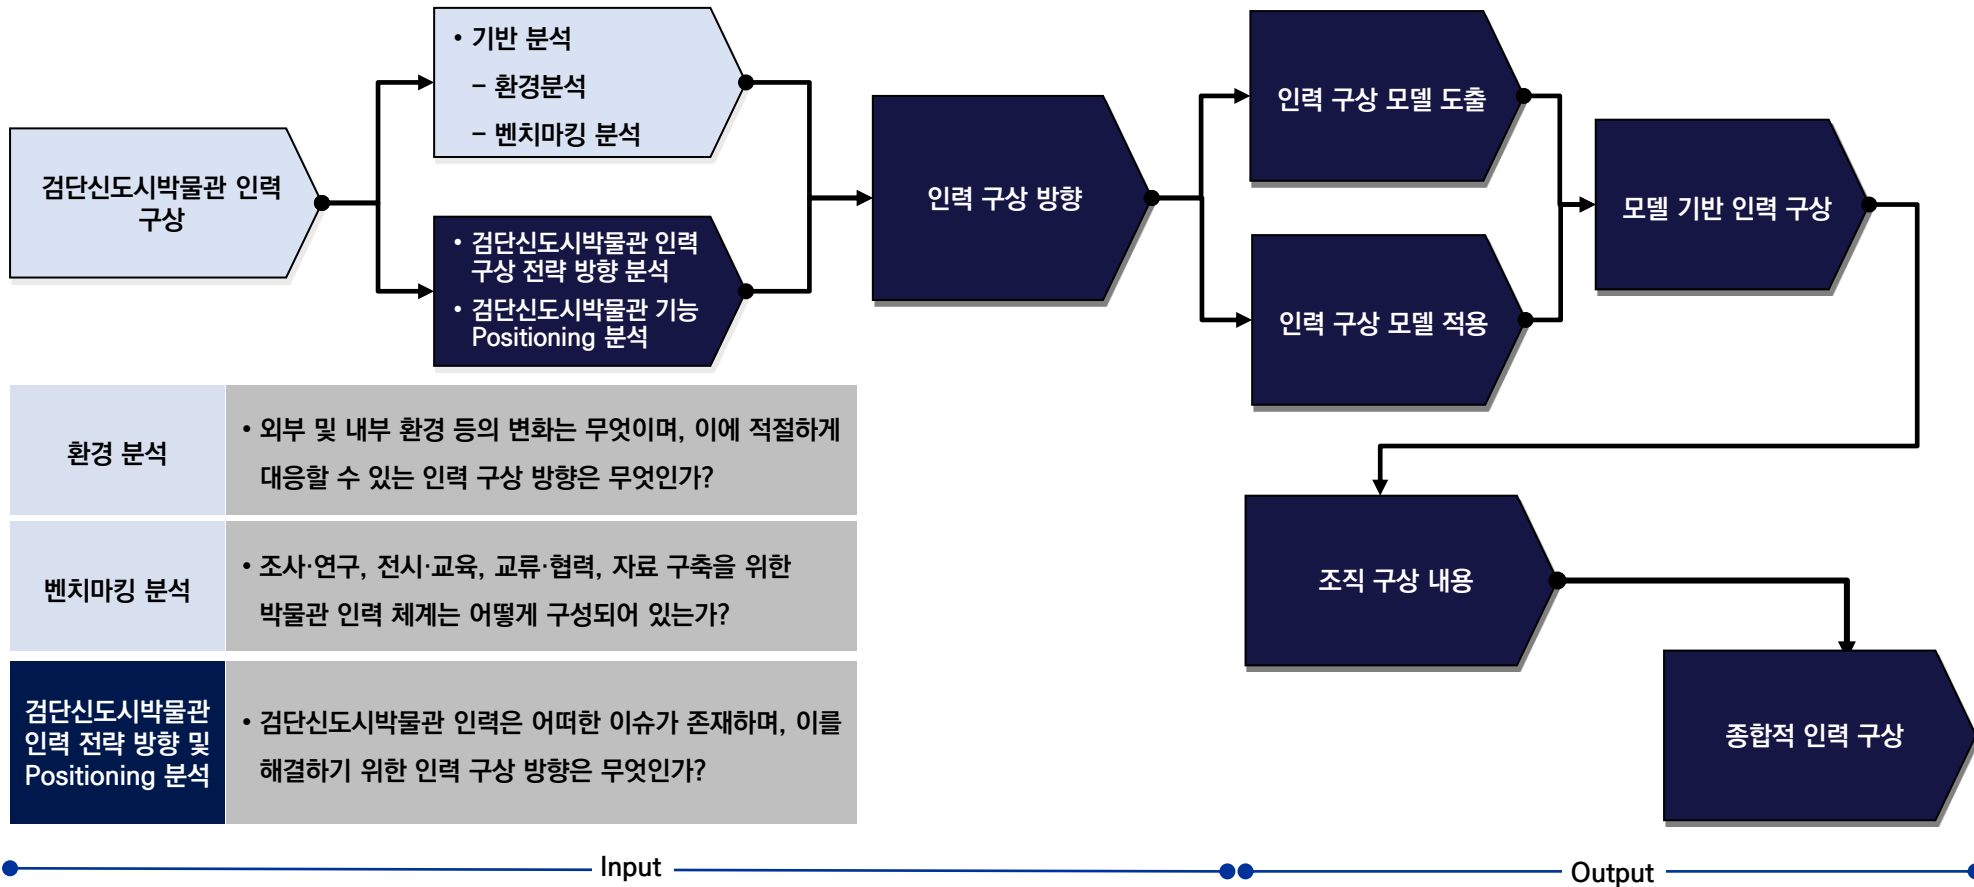 검단신도시박물관 인력
구상
• 기반 분석
– 환경분석
– 벤치마킹 분석
• 검단신도시박물관 인력
구상 전략 방향 분석
• 검단신도시박물관 기능
Positioning 분석
인력 구상 방향
인력 구상 모델 도출
인력 구상 모델 적용
모델 기반 인력 구상
조직 구상 내용
종합적 인력 구상
환경 분석
• 외부 및 내부 환경 등의 변화는 무엇이며, 이에 적절하게
대응할 수 있는 인력 구상 방향은 무엇인가?
벤치마킹 분석
• 조사·연구, 전시·교육, 교류·협력, 자료 구축을 위한
박물관 인력 체계는 어떻게 구성되어 있는가?
검단신도시박물관
인력 전략 방향 및
Positioning 분석
• 검단신도시박물관 인력은 어떠한 이슈가 존재하며, 이를
해결하기 위한 인력 구상 방향은 무엇인가?
Input
Output